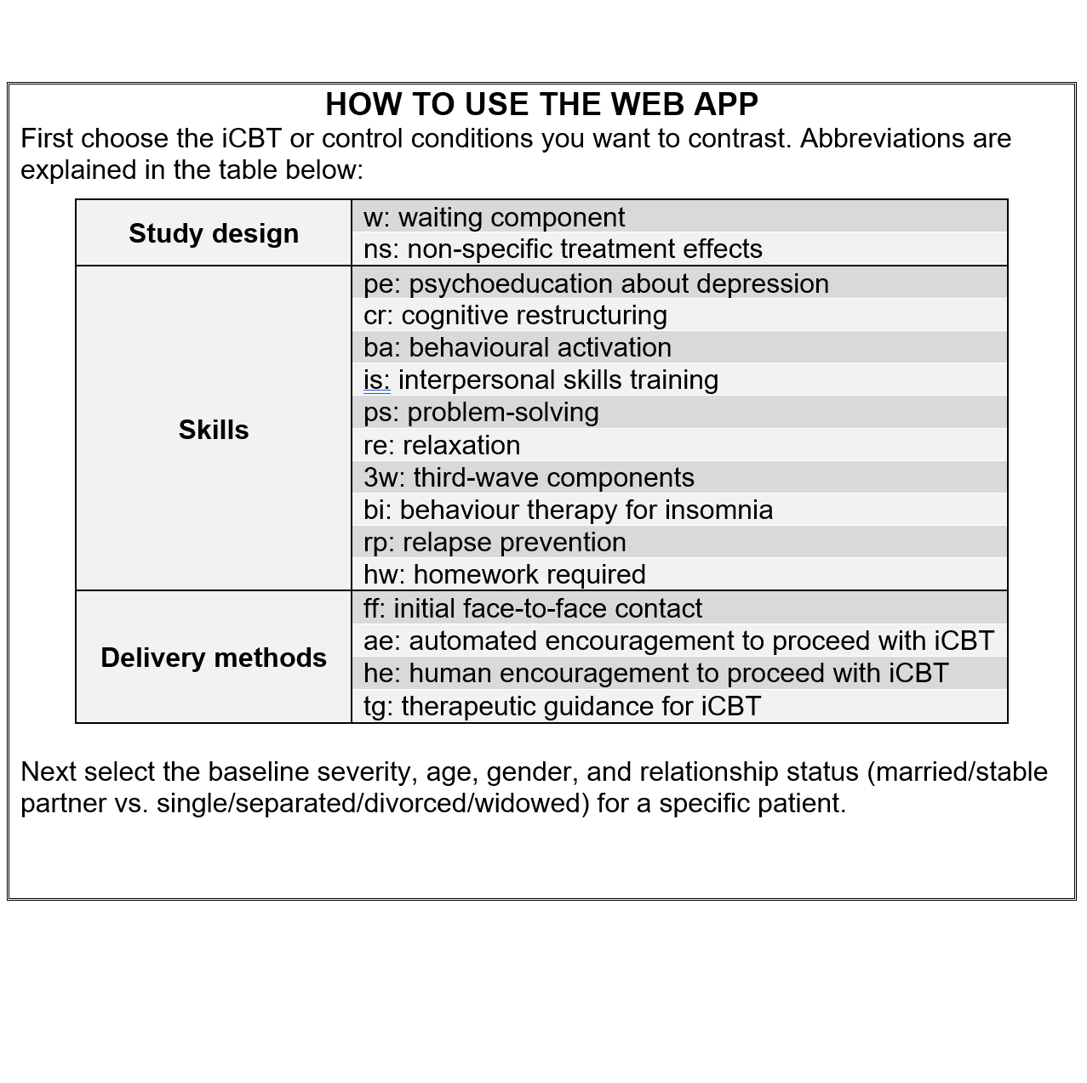 HOW TO USE THE WEB APP
First choose the iCBT or control conditions you want to contrast. Abbreviations are
explained in the table below:
Study design
w: waiting component
ns: non-specific treatment effects
Skills
pe: psychoeducation about depression
cr: cognitive restructuring
ba: behavioural activation
is: interpersonal skills training
ps: problem-solving
re: relaxation
3w: third-wave components
bi: behaviour therapy for insomnia
rp: relapse prevention
hw: homework required
Delivery methods
ff: initial face-to-face contact
ae: automated encouragement to proceed with iCBT
he: human encouragement to proceed with iCBT
tg: therapeutic guidance for iCBT
Next select the baseline severity, age, gender, and relationship status (married/stable
partner vs. single/separated/divorced/widowed) for a specific patient.